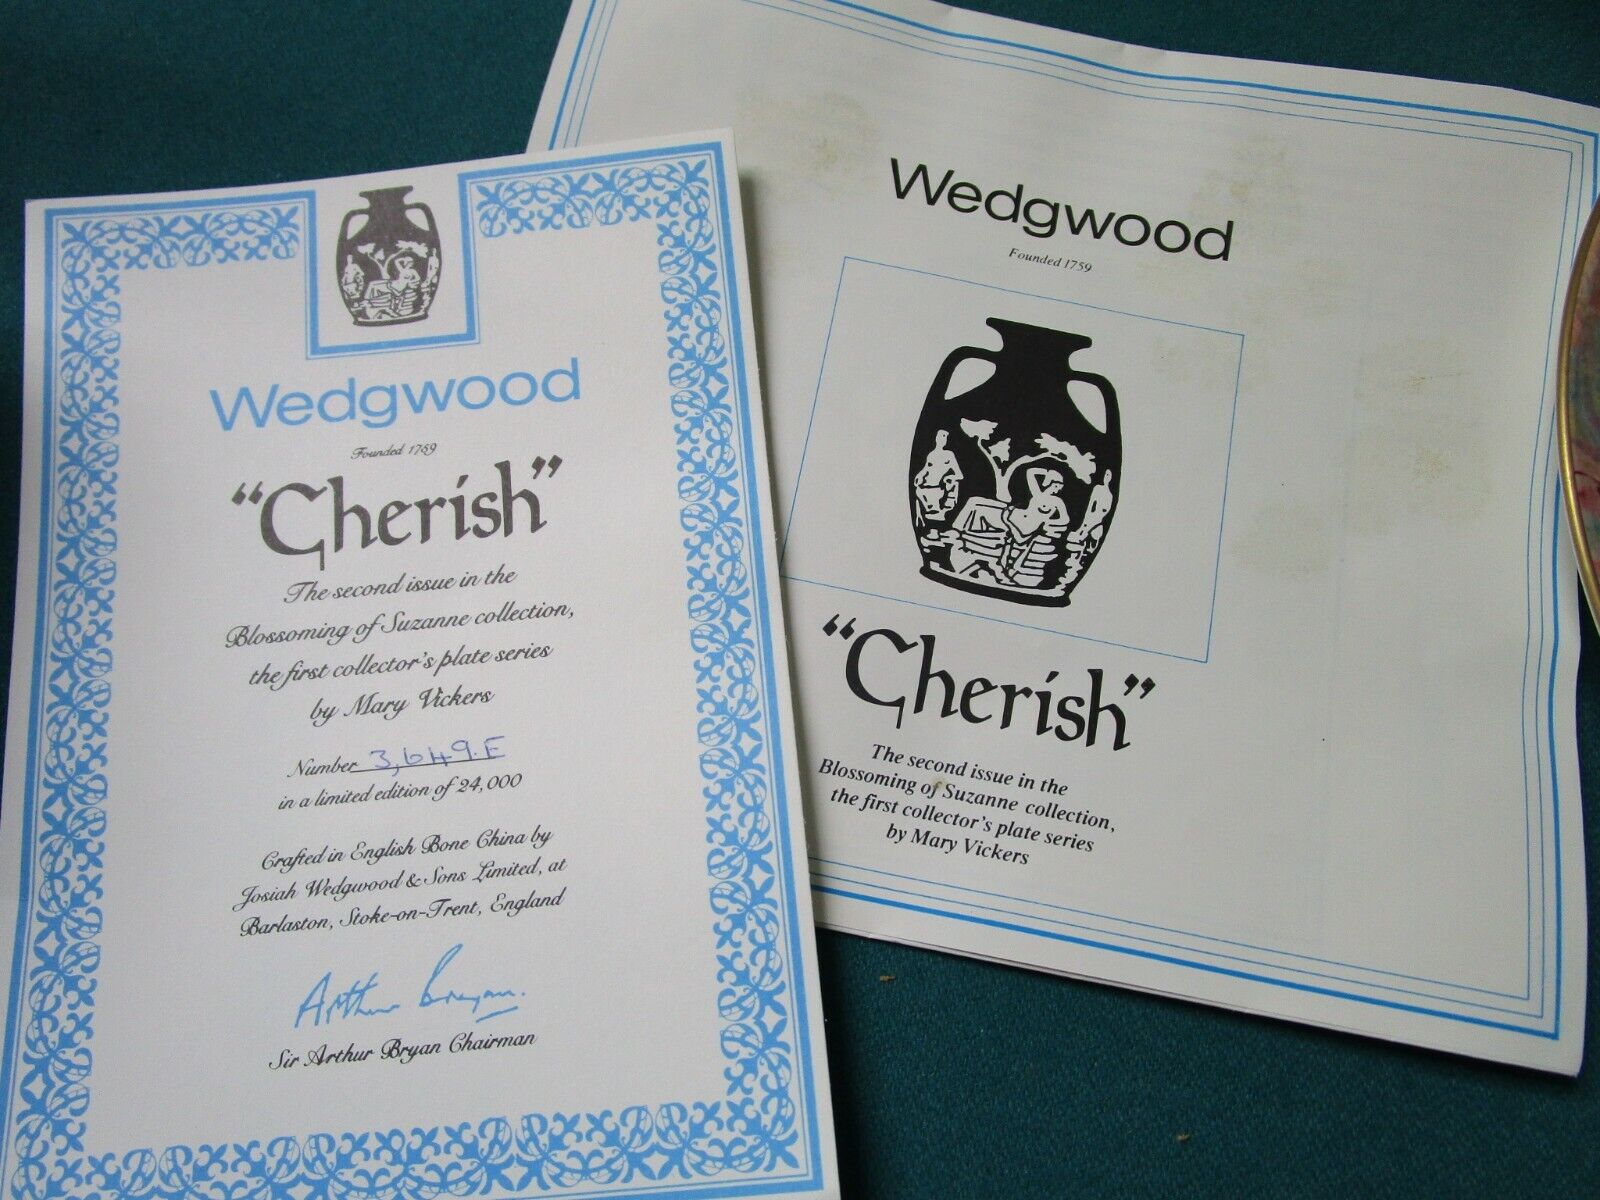 Wedgwood
Founded 1759
"Cherish"
The second issue in the
Blossoming of Suzanne collection,
the first collector's plate series
by Mary Vickers
Number 3,649.E
in a limited edition of 24,000
Crafted in English Bone China by
Josiah Wedgwood & Sons Limited, at
Barlaston, Stoke-on-Trent, England
Arthur Bryan.
Sir Arthur Bryan Chairman
Wedgwood
Founded 1759
"Cherish"
The second issue in the
Blossoming of Suzanne collection,
the first collector's plate series
by Mary Vickers